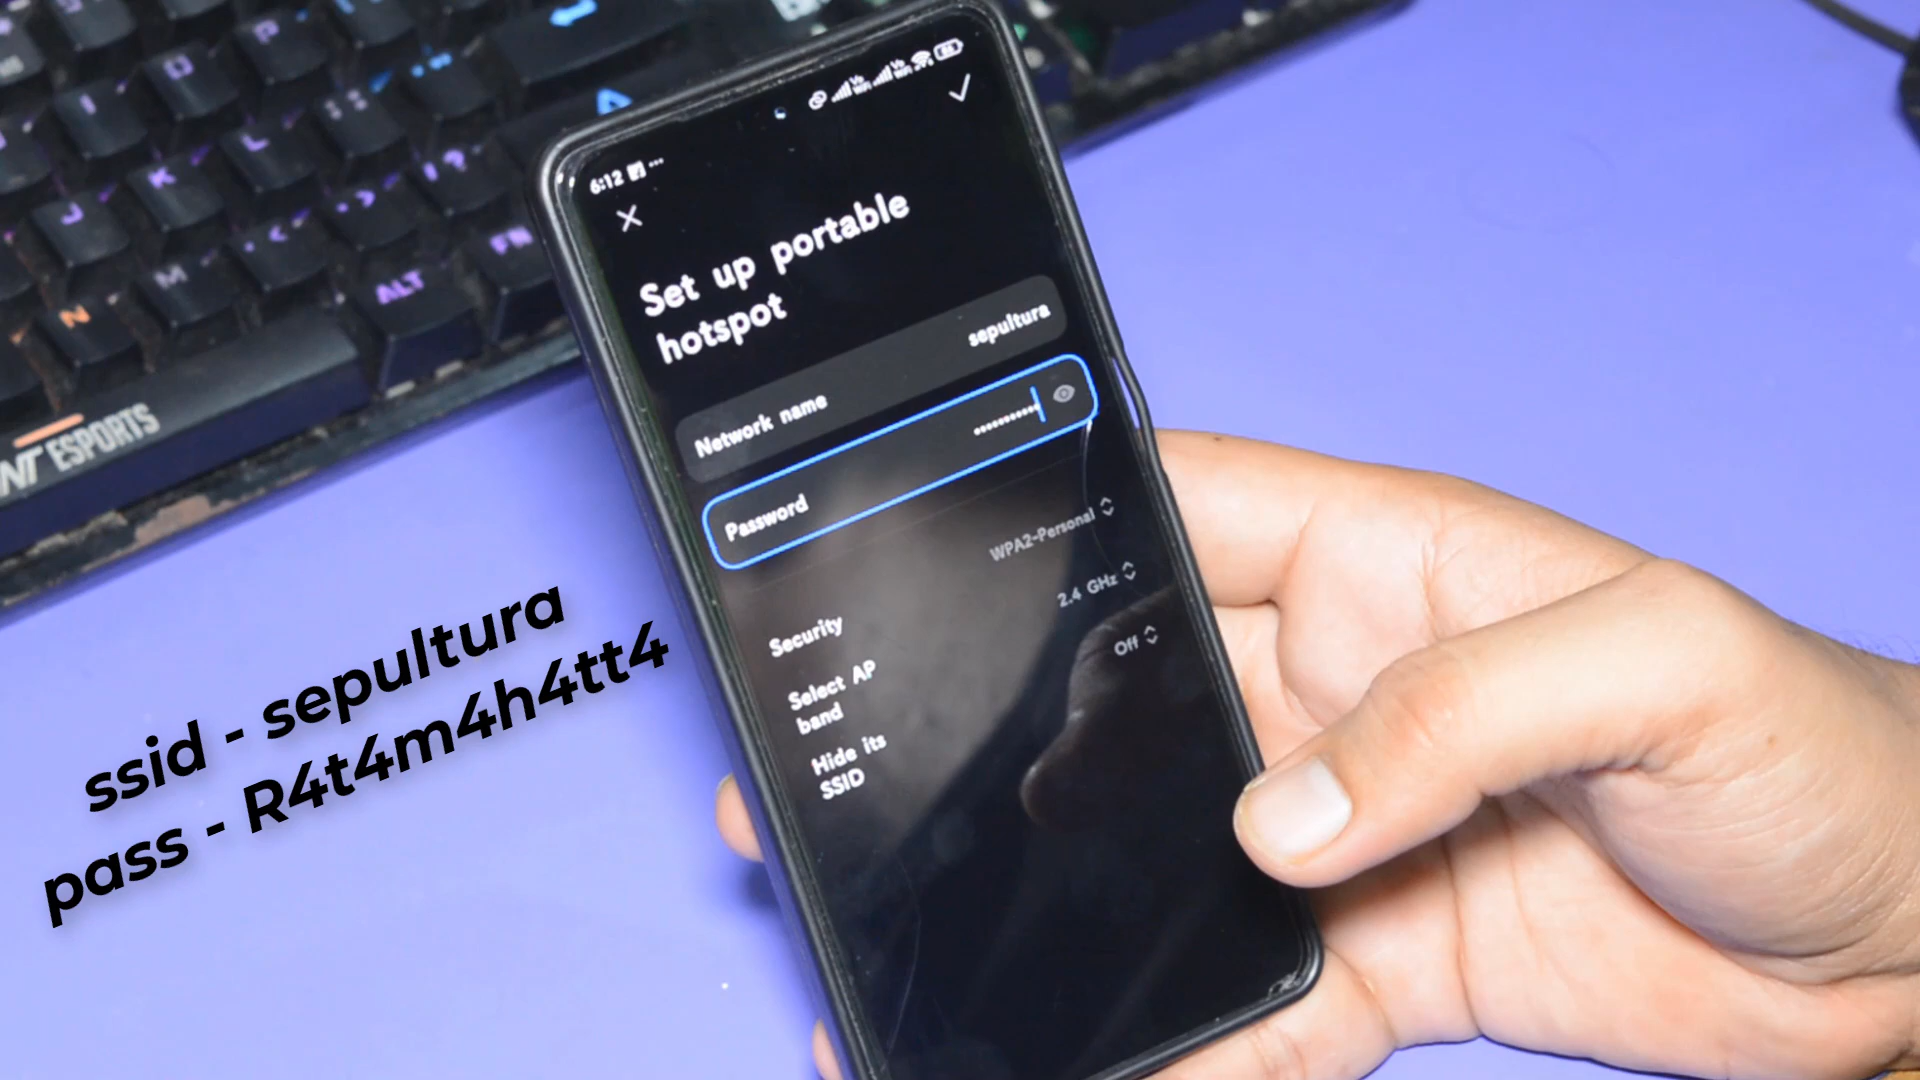 6:12
Set up portable
hotspot
Network name sepultura
Password
Security WPA2-Personal
Select AP
band 2.4 GHz
Hide its
SSID Off
ssid - sepultura
pass - R4t4m4h4tt4
K
L
J
M
N
ALT
FN
ESPORTS